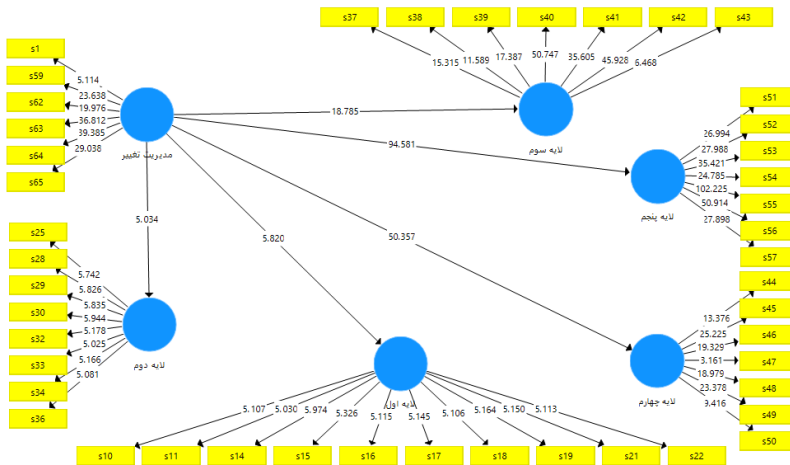 s37
s38
s39
s40
s41
s42
s43
15.315
11.589
17.387
50.747
35.605
45.928
6.468
لایه سوم
s1
s59
s62
s63
s64
s65
5.114
23.638
19.976
36.812
39.385
29.038
مدیریت تغییر
18.785
94.581
5.034
5.820
50.357
s51
s52
s53
s54
s55
s56
s57
26.994
27.988
35.421
24.785
102.225
50.914
27.898
لایه پنجم
s25
s28
s29
s30
s32
s33
s34
s36
5.742
5.826
5.835
5.944
5.178
5.025
5.166
5.081
لایه دوم
s44
s45
s46
s47
s48
s49
s50
13.376
25.225
19.329
3.161
18.979
23.378
9.416
لایه چهارم
لایه اول
5.107
5.030
5.974
5.326
5.115
5.145
5.106
5.164
5.150
5.113
s10
s11
s14
s15
s16
s17
s18
s19
s21
s22